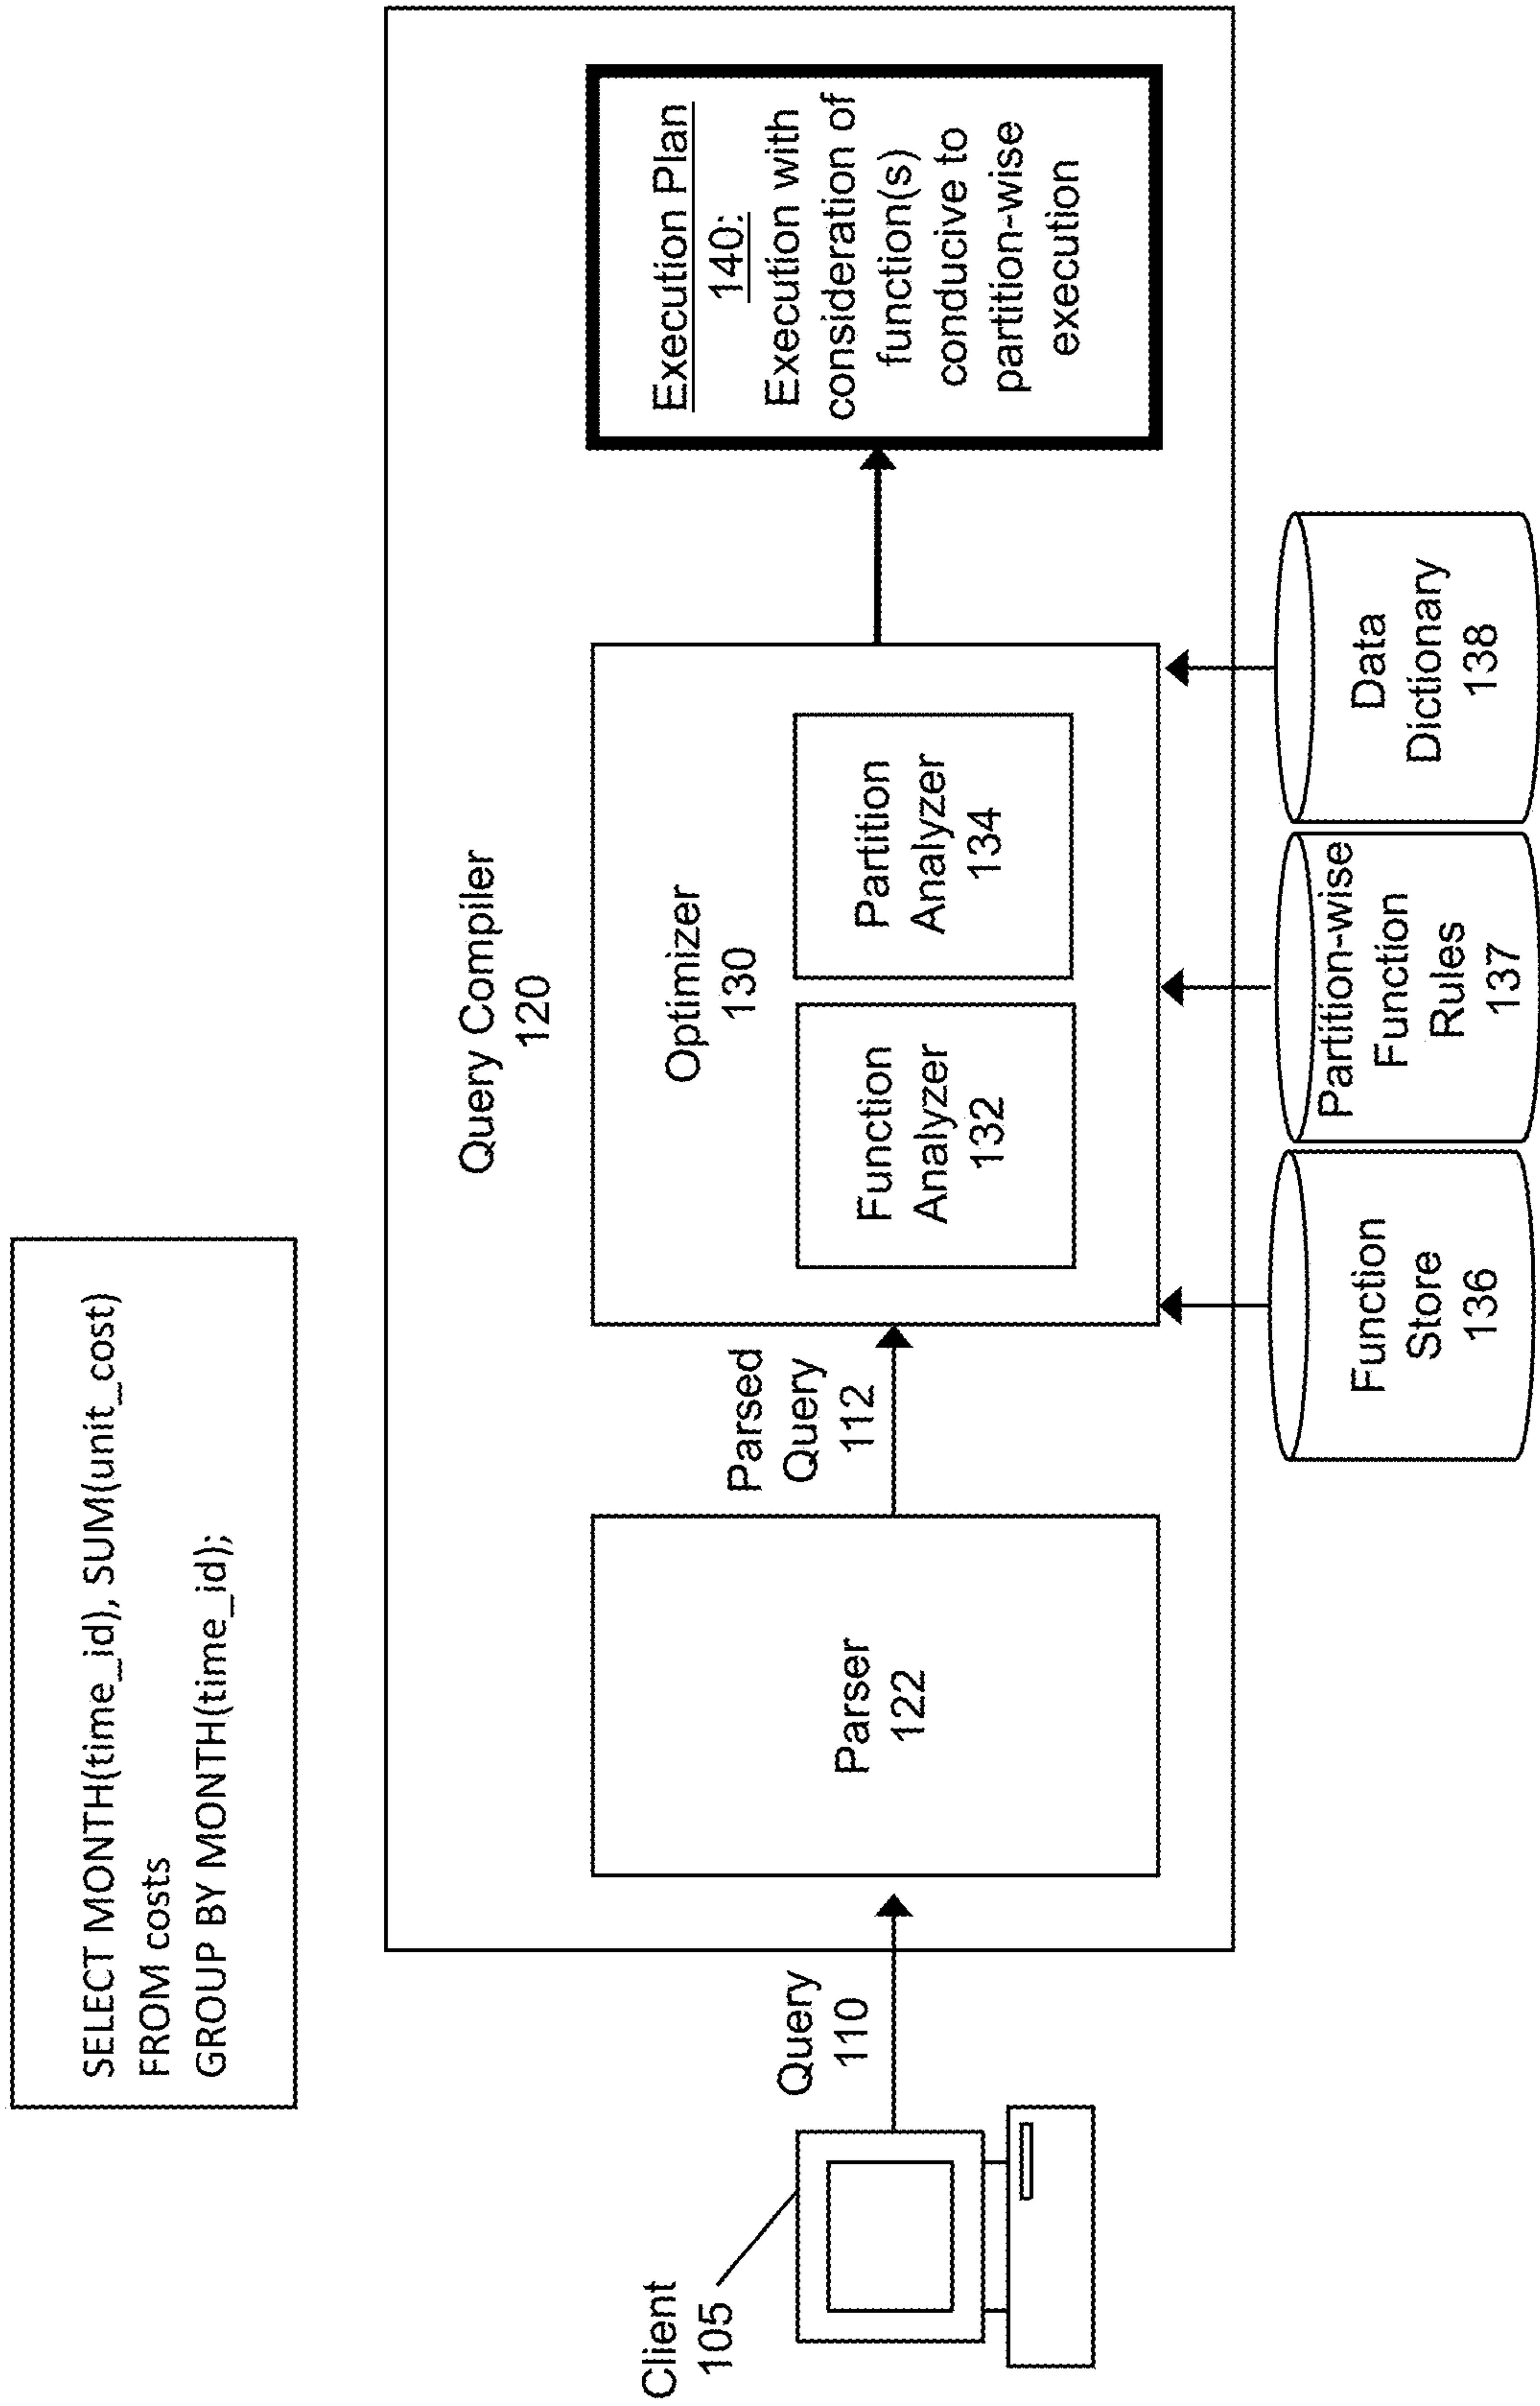 SELECT MONTH(time_id), SUM(unit_cost)
FROM costs
GROUP BY MONTH(time_id);
Query Compiler
120
Client
105
Query
110
Parser
122
Parsed
Query
112
Optimizer
130
Function
Analyzer
132
Partition
Analyzer
134
Execution Plan
140:
Execution with
consideration of
function(s)
conducive to
partition-wise
execution
Function
Store
136
Partition-wise
Function
Rules
137
Data
Dictionary
138